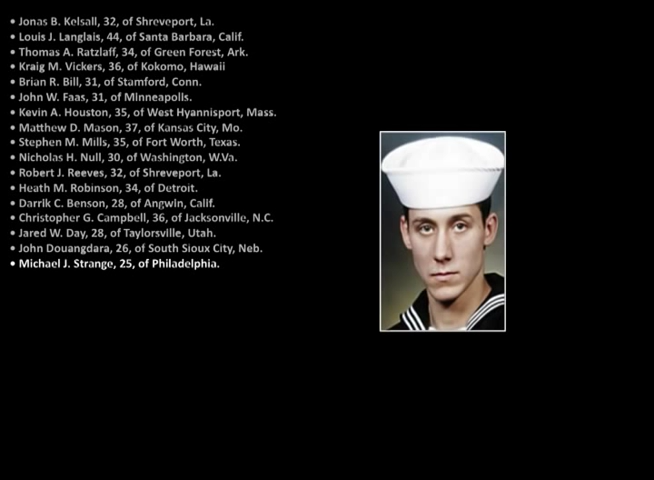 • Jonas B. Kelsall, 32, of Shreveport, La.
• Louis J. Langlais, 44, of Santa Barbara, Calif.
• Thomas A. Ratzlaff, 34, of Green Forest, Ark.
• Kraig M. Vickers, 36, of Kokomo, Hawaii
• Brian R. Bill, 31, of Stamford, Conn.
• John W. Faas, 31, of Minneapolis.
• Kevin A. Houston, 35, of West Hyannisport, Mass.
• Matthew D. Mason, 37, of Kansas City, Mo.
• Stephen M. Mills, 35, of Fort Worth, Texas.
• Nicholas H. Null, 30, of Washington, W.Va.
• Robert J. Reeves, 32, of Shreveport, La.
• Heath M. Robinson, 34, of Detroit.
• Darrik C. Benson, 28, of Angwin, Calif.
• Christopher G. Campbell, 36, of Jacksonville, N.C.
• Jared W. Day, 28, of Taylorsville, Utah.
• John Douangdara, 26, of South Sioux City, Neb.
• Michael J. Strange, 25, of Philadelphia.